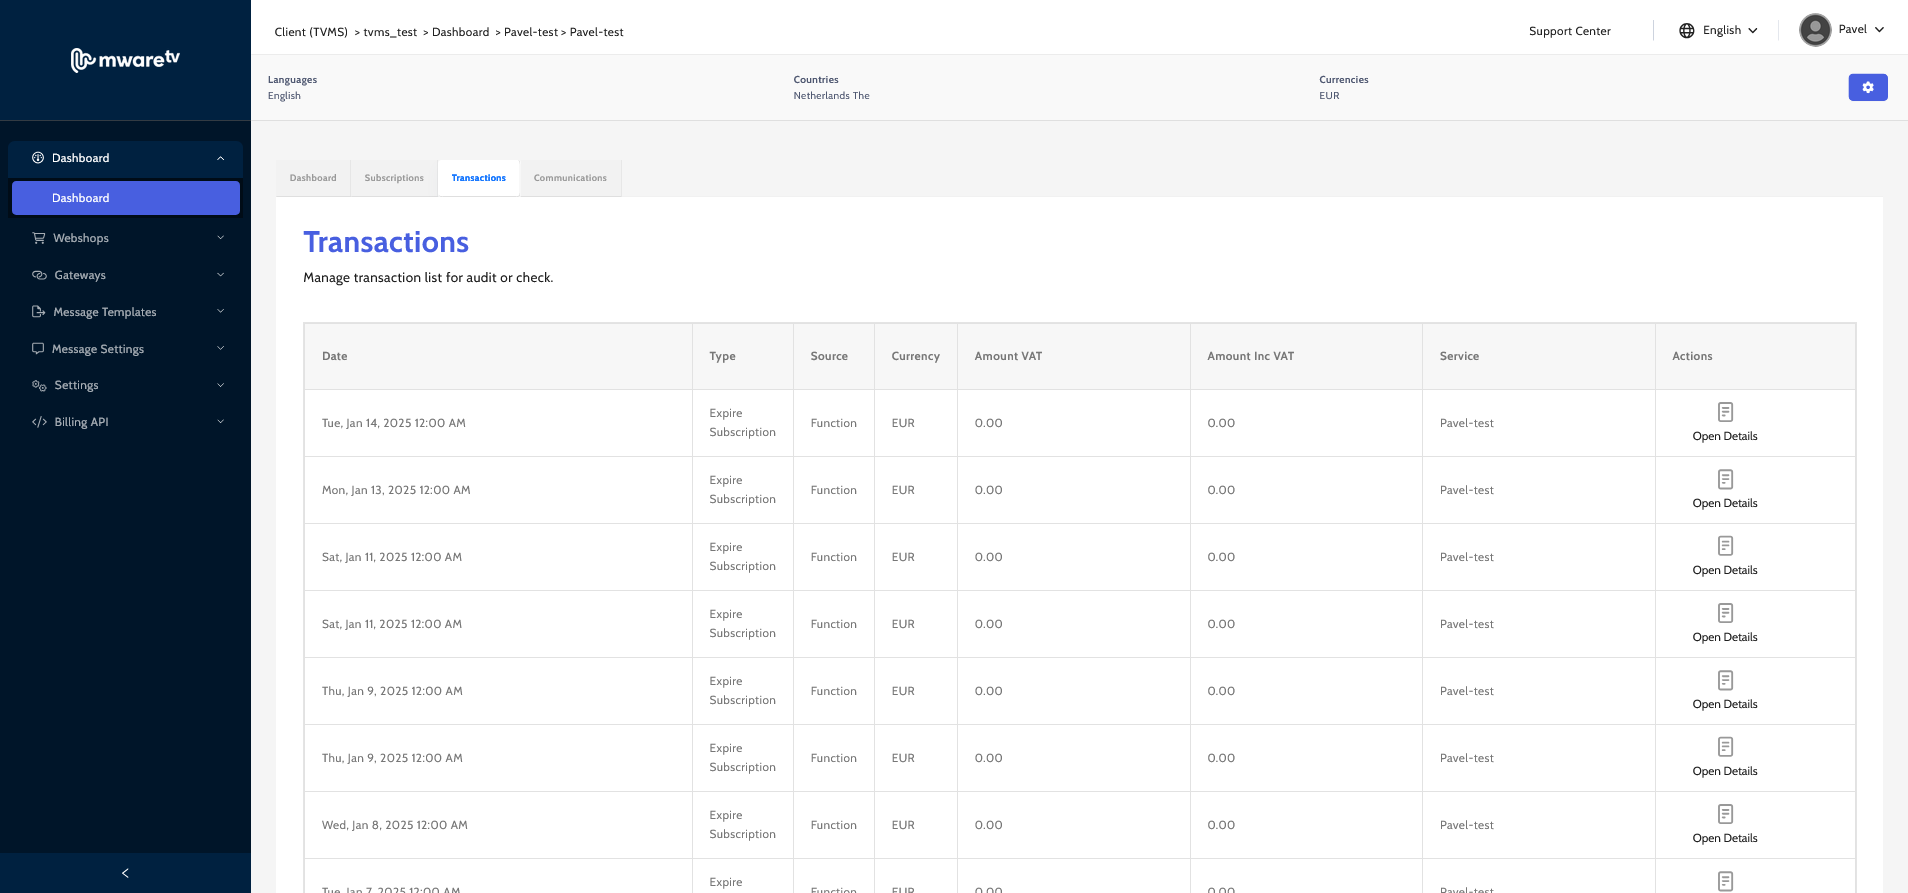 mwaretv
Client (TVMS) > tvms_test > Dashboard > Pavel-test > Pavel-test
Support Center
English
Pavel
Languages
English
Countries
Netherlands The
Currencies
EUR
Dashboard
Dashboard
Webshops
Gateways
Message Templates
Message Settings
Settings
Billing API
Dashboard Subscriptions Transactions Communications
Transactions
Manage transaction list for audit or check.
Date Type Source Currency Amount VAT Amount Inc VAT Service Actions
Tue, Jan 14, 2025 12:00 AM Expire Subscription Function EUR 0.00 0.00 Pavel-test Open Details
Mon, Jan 13, 2025 12:00 AM Expire Subscription Function EUR 0.00 0.00 Pavel-test Open Details
Sat, Jan 11, 2025 12:00 AM Expire Subscription Function EUR 0.00 0.00 Pavel-test Open Details
Sat, Jan 11, 2025 12:00 AM Expire Subscription Function EUR 0.00 0.00 Pavel-test Open Details
Thu, Jan 9, 2025 12:00 AM Expire Subscription Function EUR 0.00 0.00 Pavel-test Open Details
Thu, Jan 9, 2025 12:00 AM Expire Subscription Function EUR 0.00 0.00 Pavel-test Open Details
Wed, Jan 8, 2025 12:00 AM Expire Subscription Function EUR 0.00 0.00 Pavel-test Open Details
Tue, Jan 7, 2025 12:00 AM Expire Function EUR 0.00 0.00 Pavel-test